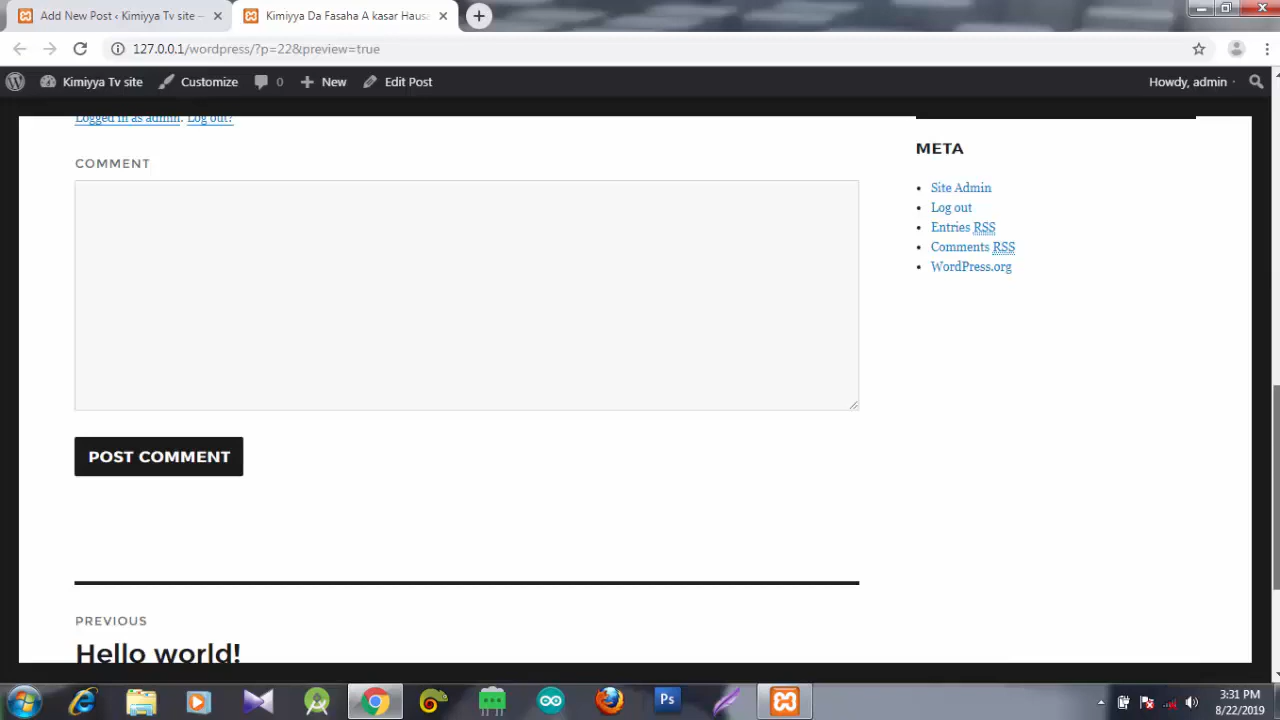 Add New Post ‹ Kimiyya Tv site —
Kimiyya Da Fasaha A kasar Hausa
127.0.0.1/wordpress/?p=22&preview=true
Kimiyya Tv site
Customize
0
New
Edit Post
Howdy, admin
Logged in as admin. Log out?
COMMENT
POST COMMENT
PREVIOUS
Hello world!
META
Site Admin
Log out
Entries RSS
Comments RSS
WordPress.org
Ps
3:31 PM
8/22/2019